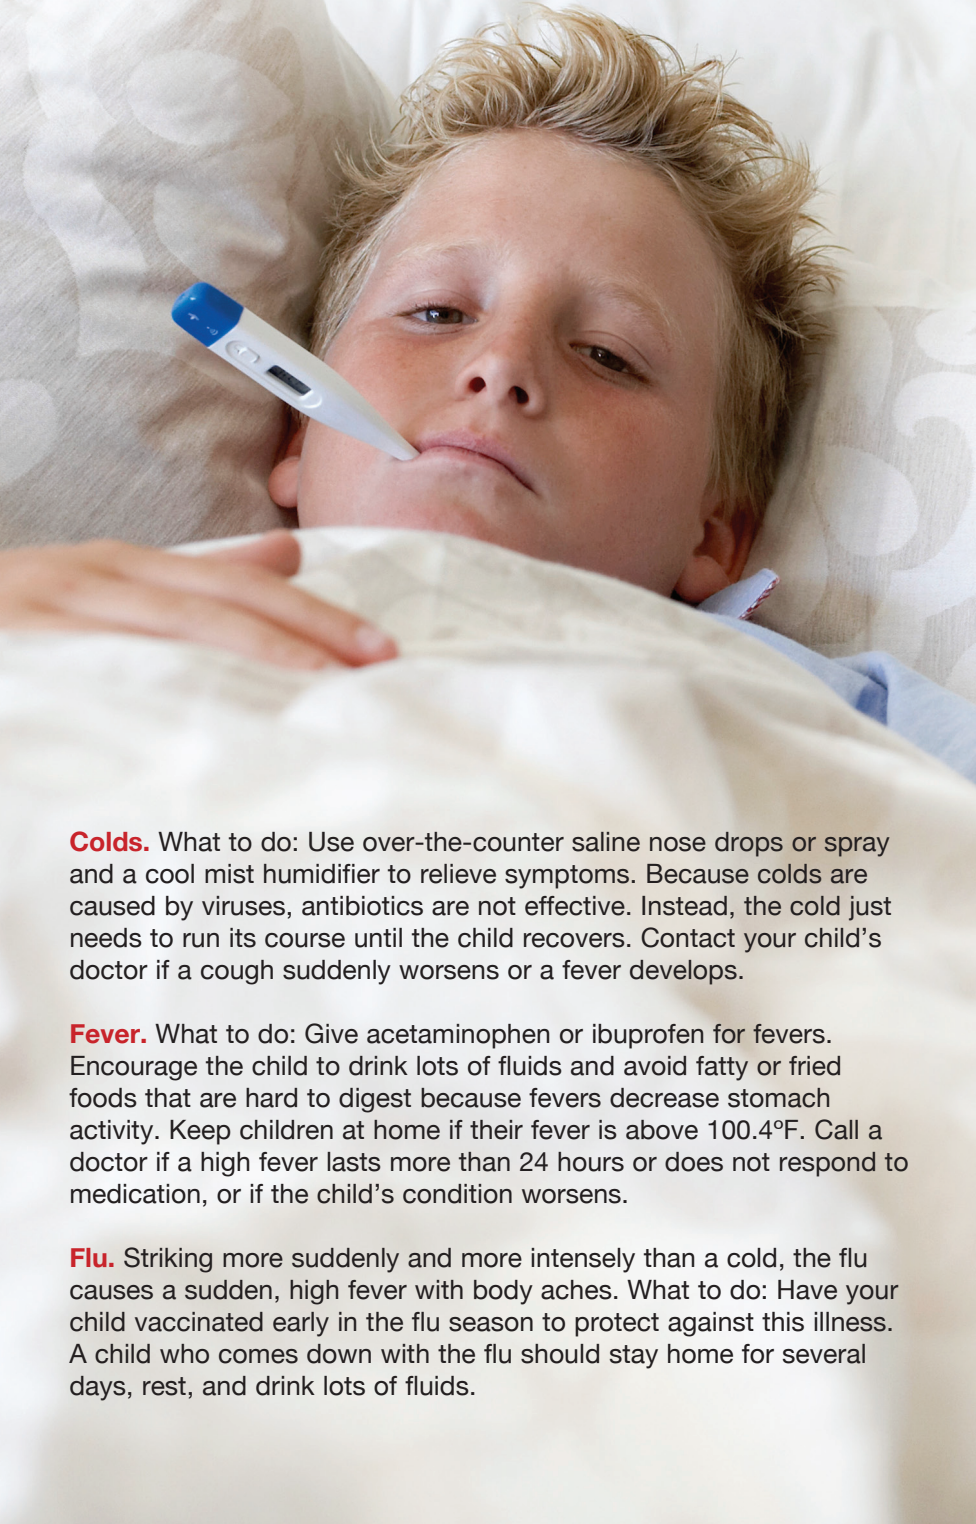 Colds. What to do: Use over-the-counter saline nose drops or spray
and a cool mist humidifier to relieve symptoms. Because colds are
caused by viruses, antibiotics are not effective. Instead, the cold just
needs to run its course until the child recovers. Contact your child’s
doctor if a cough suddenly worsens or a fever develops.
Fever. What to do: Give acetaminophen or ibuprofen for fevers.
Encourage the child to drink lots of fluids and avoid fatty or fried
foods that are hard to digest because fevers decrease stomach
activity. Keep children at home if their fever is above 100.4ºF. Call a
doctor if a high fever lasts more than 24 hours or does not respond to
medication, or if the child’s condition worsens.
Flu. Striking more suddenly and more intensely than a cold, the flu
causes a sudden, high fever with body aches. What to do: Have your
child vaccinated early in the flu season to protect against this illness.
A child who comes down with the flu should stay home for several
days, rest, and drink lots of fluids.